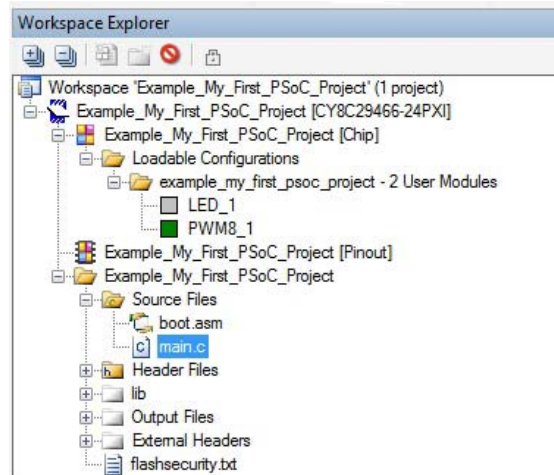 Workspace Explorer
Workspace 'Example_My_First_PSoC_Project' (1 project)
Example_My_First_PSoC_Project [CY8C29466-24PXI]
Example_My_First_PSoC_Project [Chip]
Loadable Configurations
example_my_first_psoc_project - 2 User Modules
LED_1
PWM8_1
Example_My_First_PSoC_Project [Pinout]
Example_My_First_PSoC_Project
Source Files
boot.asm
main.c
Header Files
lib
Output Files
External Headers
flashsecurity.txt